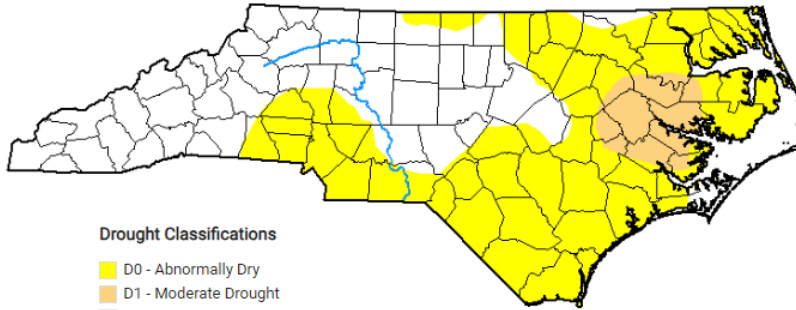 Drought Classifications
D0 - Abnormally Dry
D1 - Moderate Drought